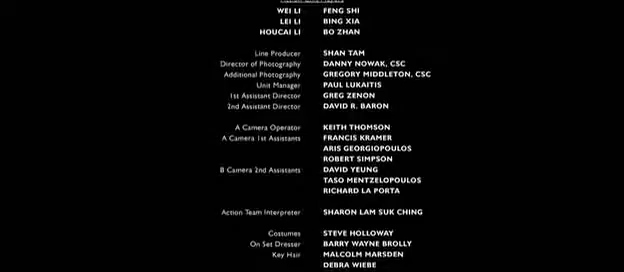 WEI LI FENG SHI
LEI LI BING XIA
HOUCAI LI BO ZHAN
Line Producer SHAN TAM
Director of Photography DANNY NOWAK, CSC
Additional Photography GREGORY MIDDLETON, CSC
Unit Manager PAUL LUKAITIS
1st Assistant Director GREG ZENON
2nd Assistant Director DAVID R. BARON
A Camera Operator KEITH THOMSON
A Camera 1st Assistants FRANCIS KRAMER
ARIS GEORGIOPOULOS
ROBERT SIMPSON
B Camera 2nd Assistants DAVID YEUNG
TASO MENTZELOPOULOS
RICHARD LA PORTA
Action Team Interpreter SHARON LAM SUK CHING
Costumes STEVE HOLLOWAY
On Set Dresser BARRY WAYNE BROLLY
Key Hair MALCOLM MARSDEN
DEBRA WIEBE